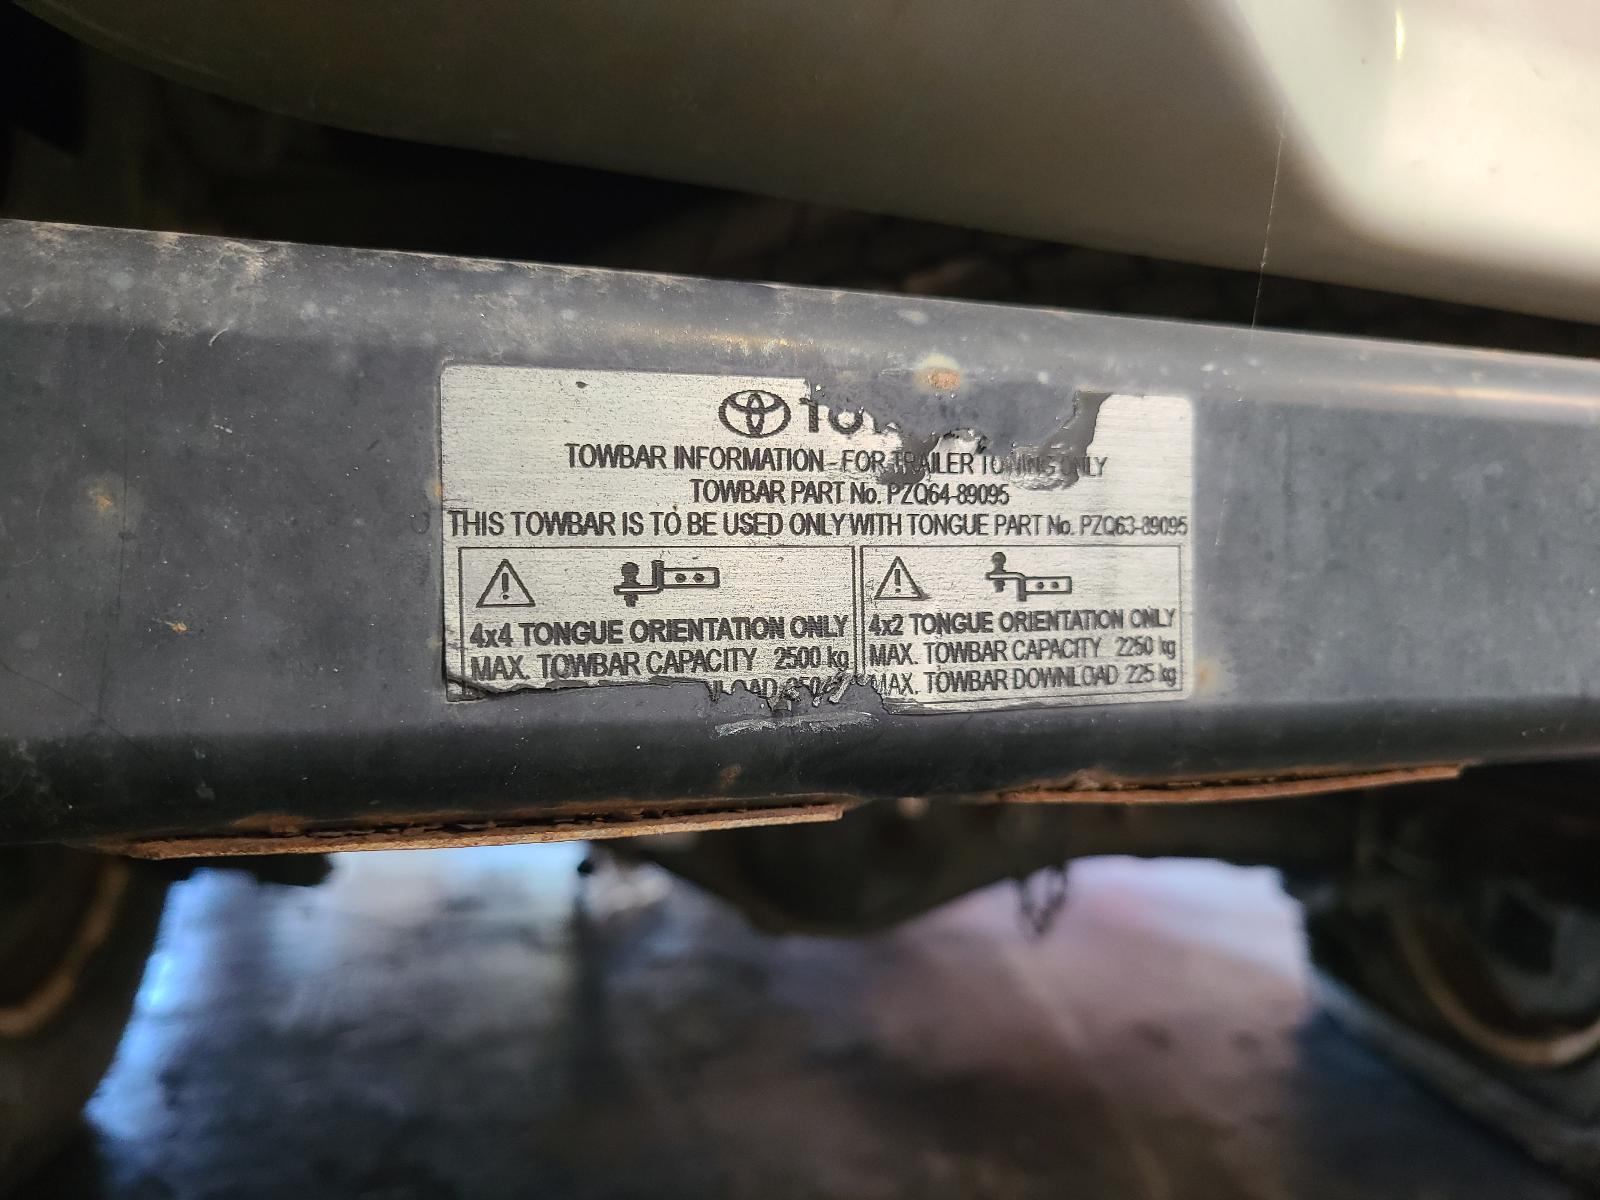 TOWBAR INFORMATION - FOR TRAILER TOWING ONLY
TOWBAR PART No. PZQ64-89095
THIS TOWBAR IS TO BE USED ONLY WITH TONGUE PART No. PZQ63-89095
4x4 TONGUE ORIENTATION ONLY
MAX. TOWBAR CAPACITY 2500 kg
4x2 TONGUE ORIENTATION ONLY
MAX. TOWBAR CAPACITY 2250 kg
MAX. TOWBAR DOWNLOAD 225 kg